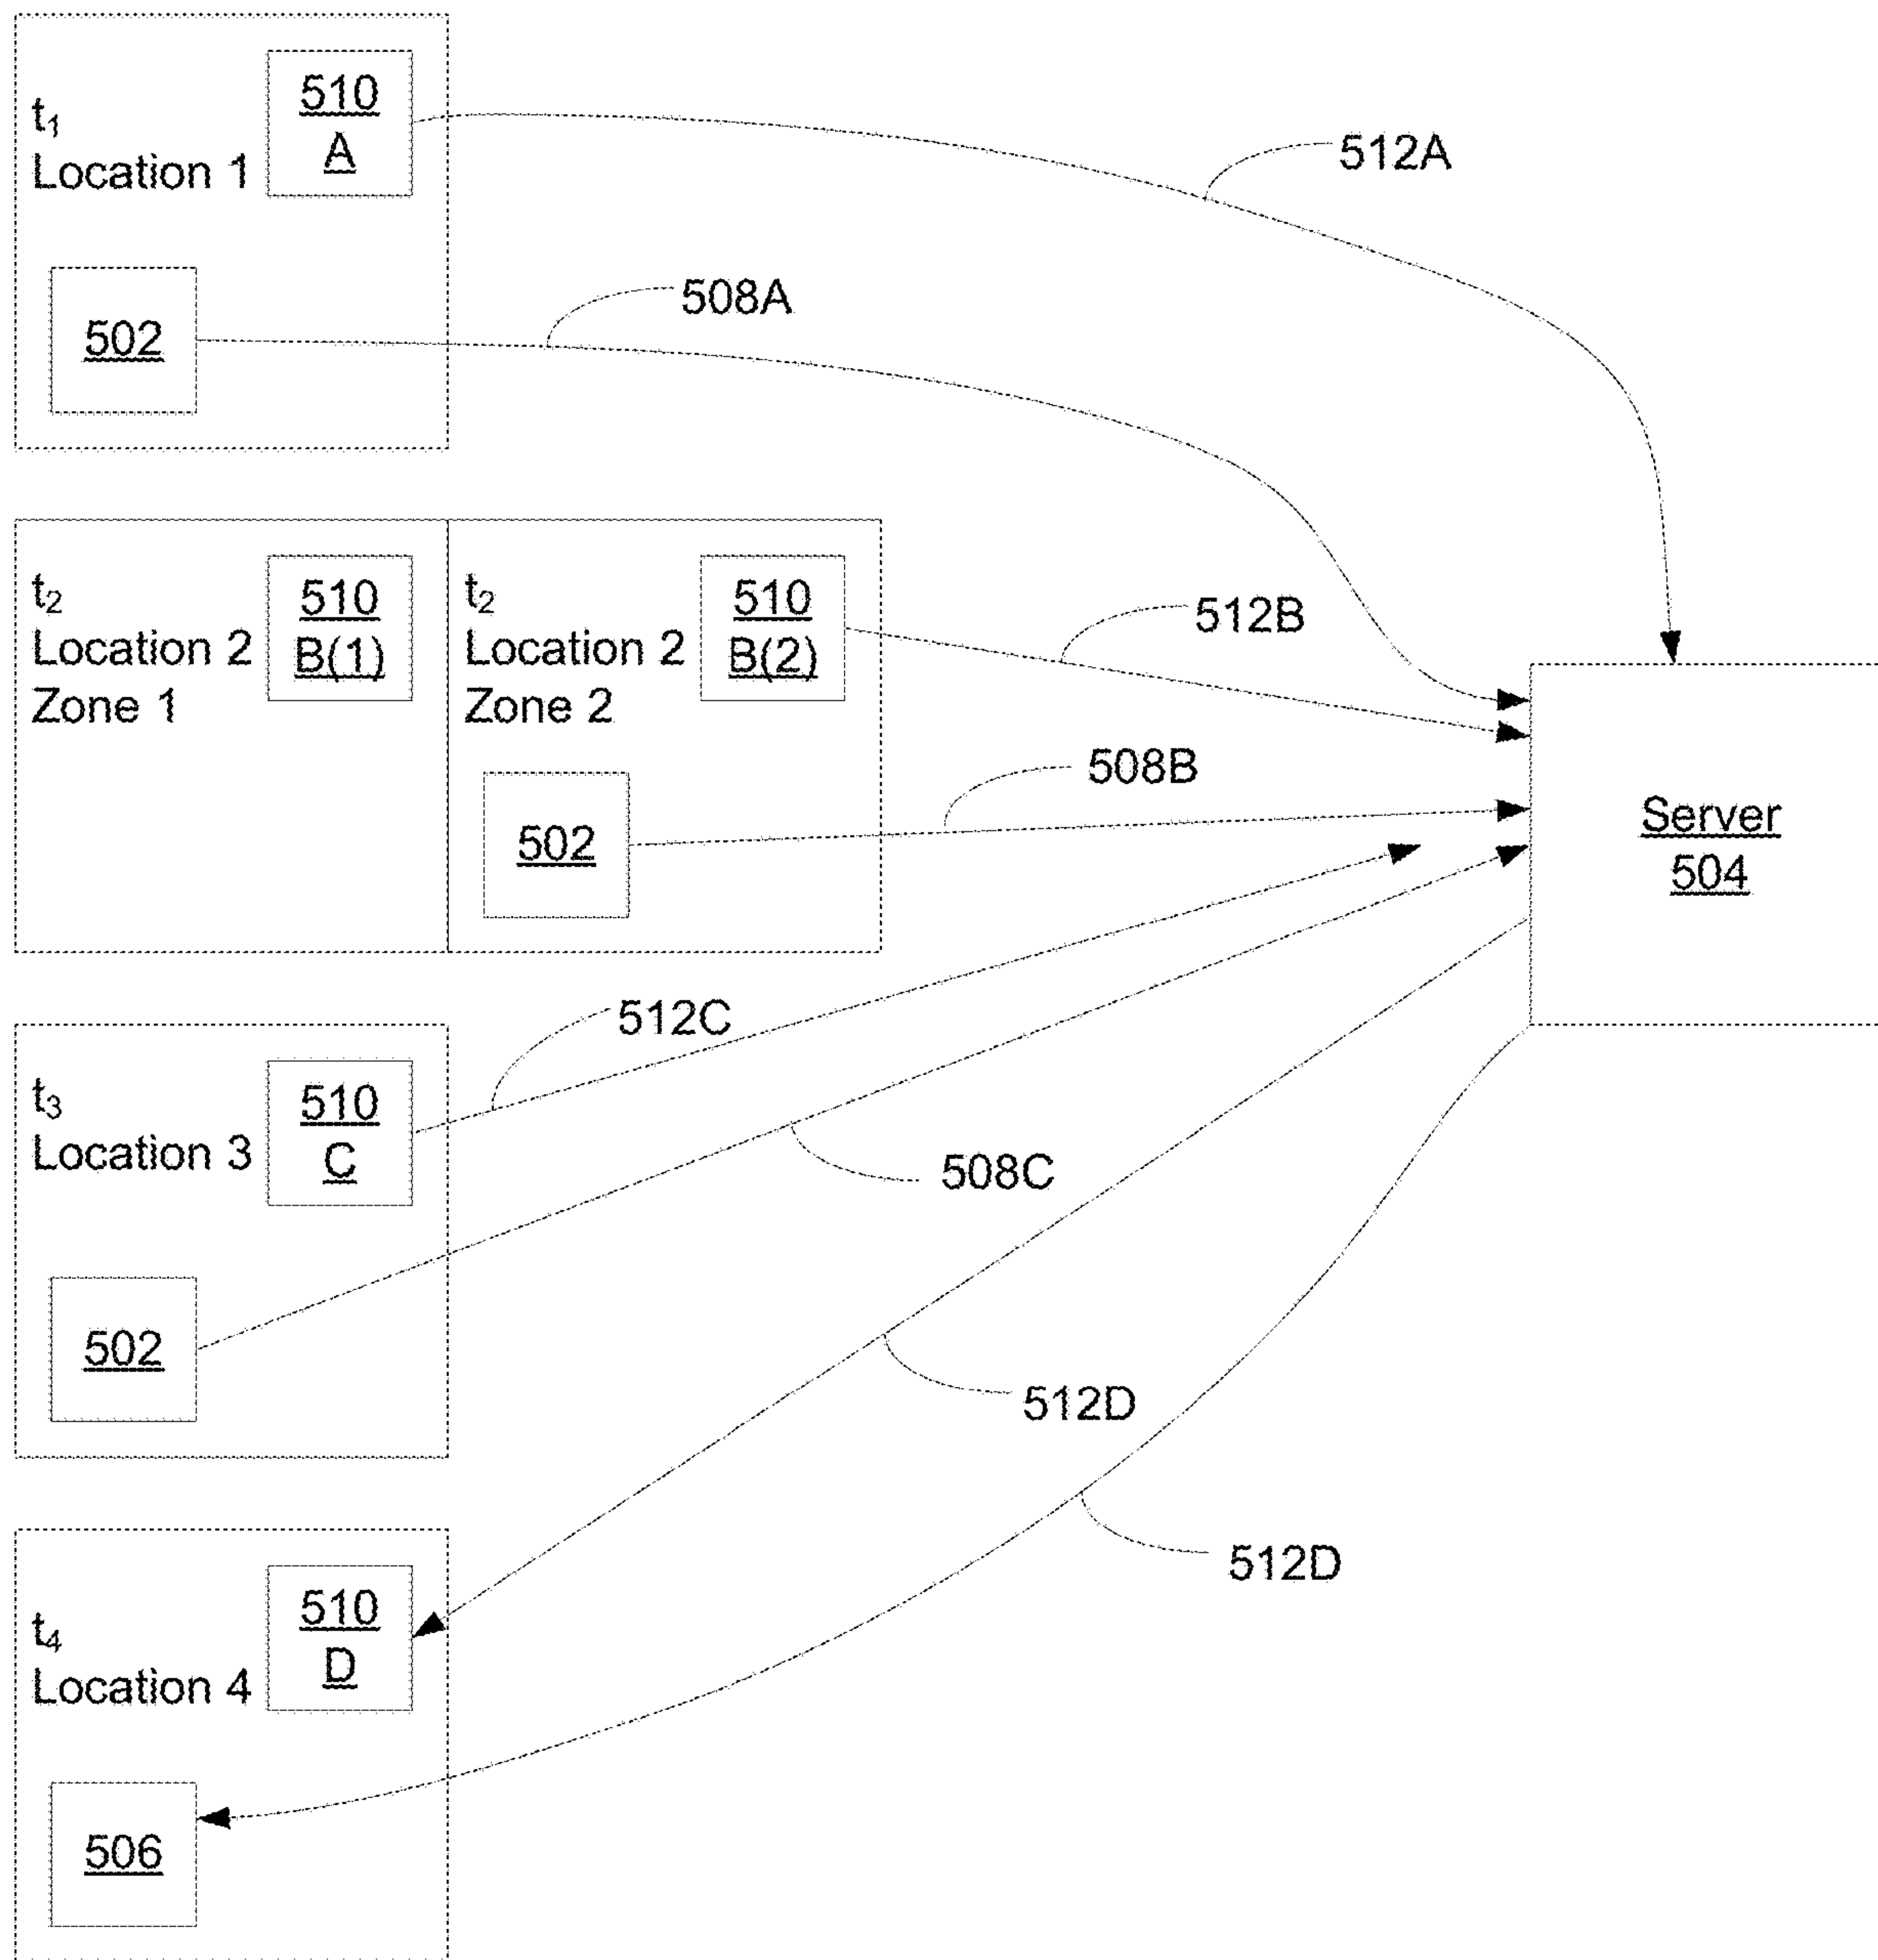 t₁
Location 1
510
A
512A
502
508A
t₂
Location 2
Zone 1
510
B(1)
t₂
Location 2
Zone 2
510
B(2)
512B
502
508B
Server
504
t₃
Location 3
510
C
512C
502
508C
512D
t₄
Location 4
510
D
512D
506